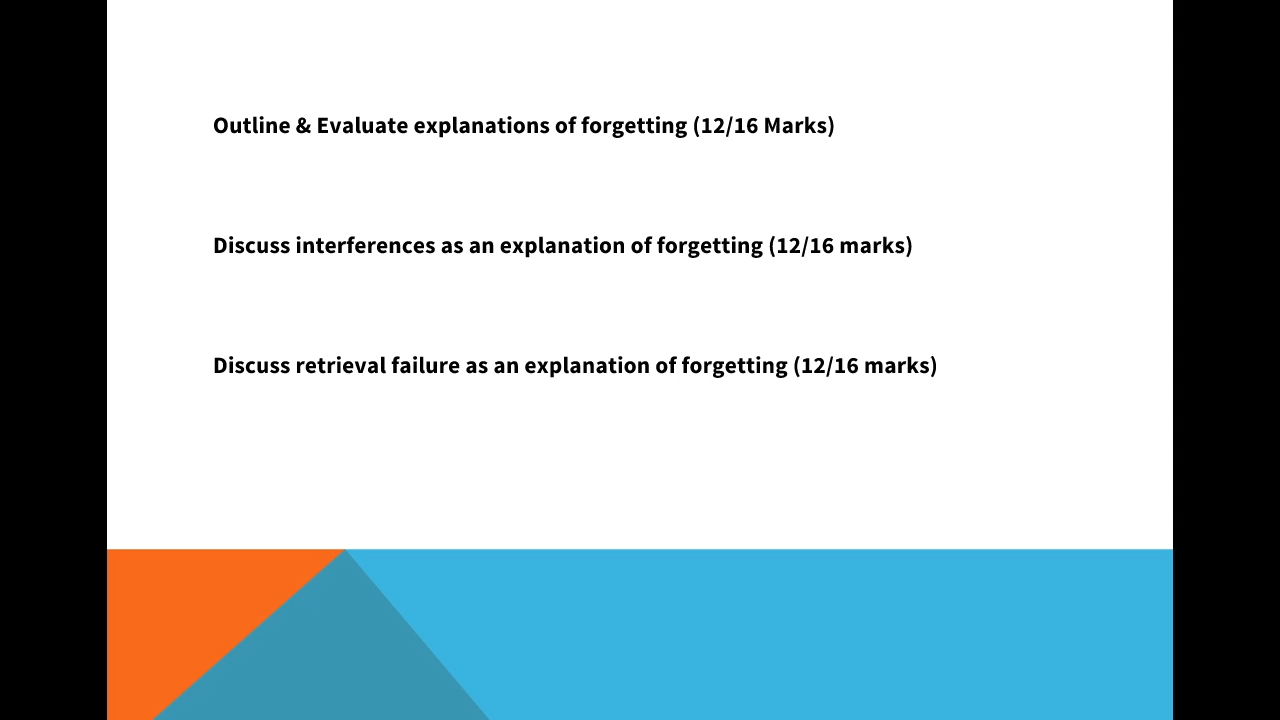 Outline & Evaluate explanations of forgetting (12/16 Marks)
Discuss interferences as an explanation of forgetting (12/16 marks)
Discuss retrieval failure as an explanation of forgetting (12/16 marks)